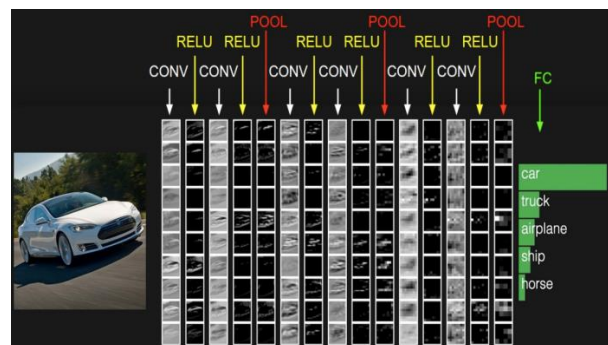 POOL POOL POOL
RELU RELU RELU RELU RELU RELU
CONV CONV CONV CONV CONV CONV
FC
car
truck
airplane
ship
horse